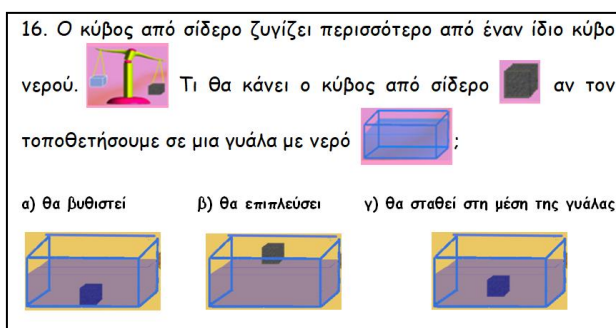 16. Ο κύβος από σίδερο ζυγίζει περισσότερο από έναν ίδιο κύβο
νερού. Τι θα κάνει ο κύβος από σίδερο αν τον
τοποθετήσουμε σε μια γυάλα με νερό ;
α) θα βυθιστεί β) θα επιπλεύσει γ) θα σταθεί στη μέση της γυάλας